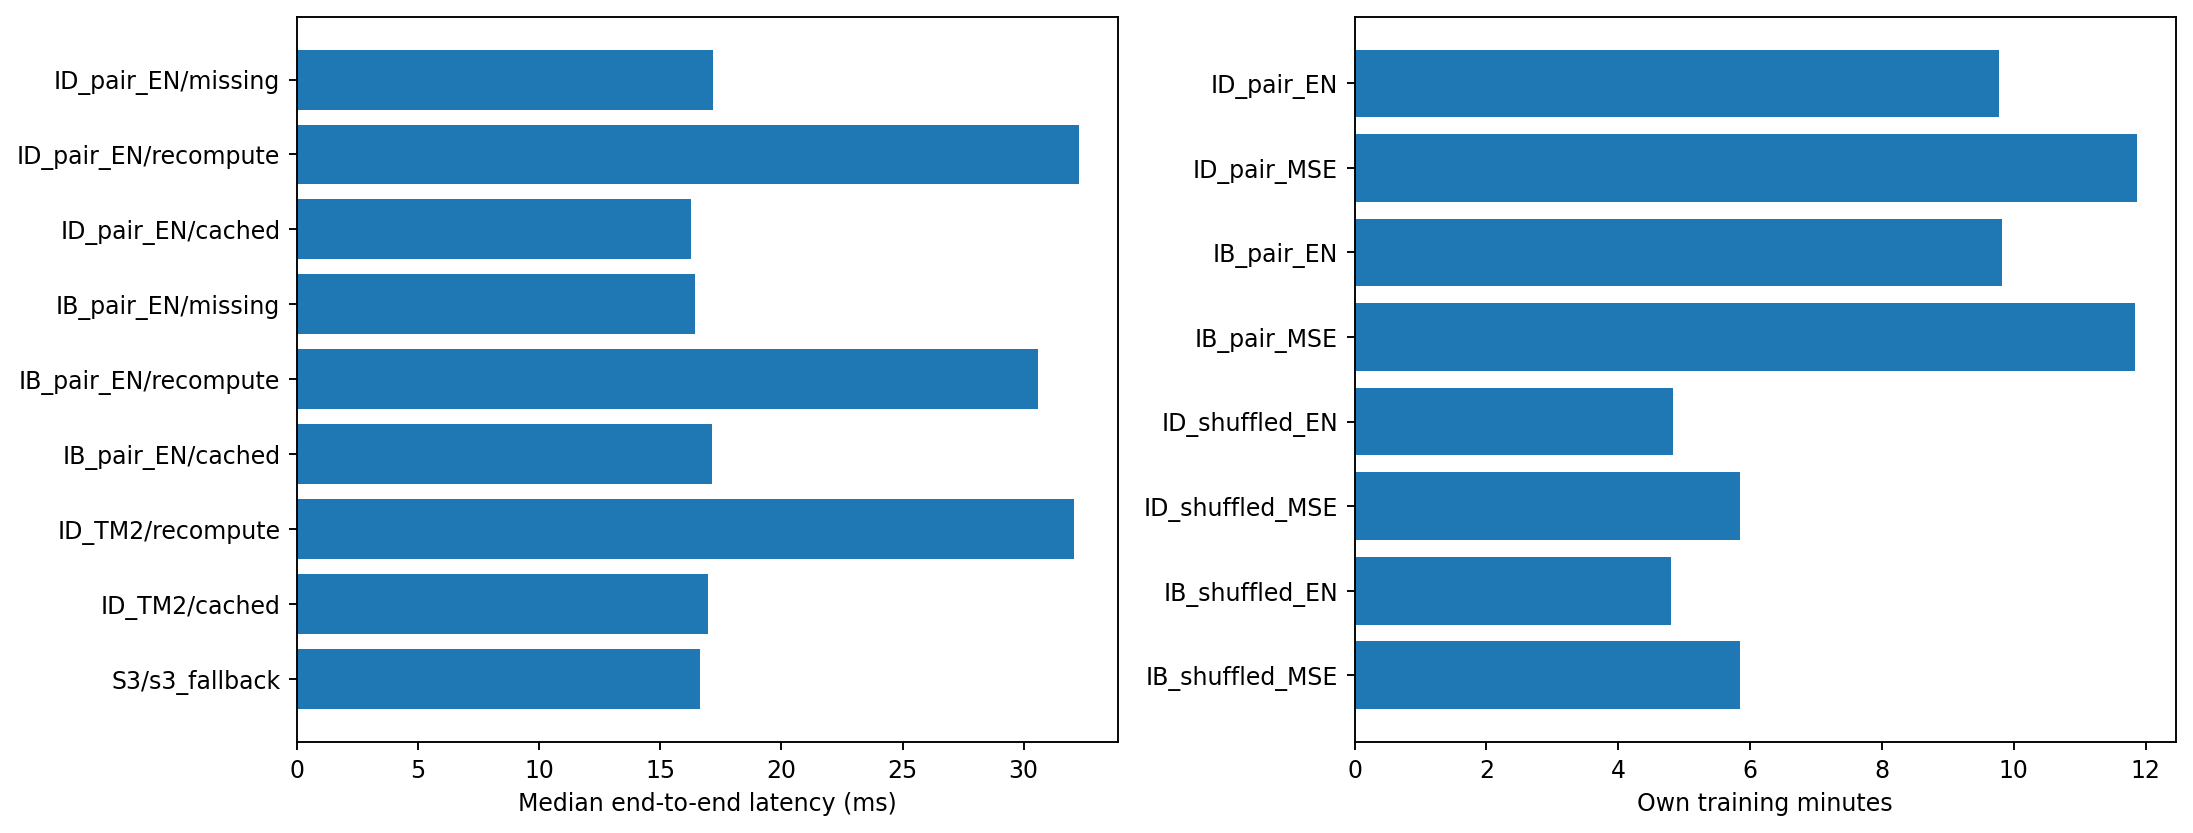 ID_pair_EN/missing
ID_pair_EN/recompute
ID_pair_EN/cached
IB_pair_EN/missing
IB_pair_EN/recompute
IB_pair_EN/cached
ID_TM2/recompute
ID_TM2/cached
S3/s3_fallback
0 5 10 15 20 25 30
Median end-to-end latency (ms)
ID_pair_EN
ID_pair_MSE
IB_pair_EN
IB_pair_MSE
ID_shuffled_EN
ID_shuffled_MSE
IB_shuffled_EN
IB_shuffled_MSE
0 2 4 6 8 10 12
Own training minutes